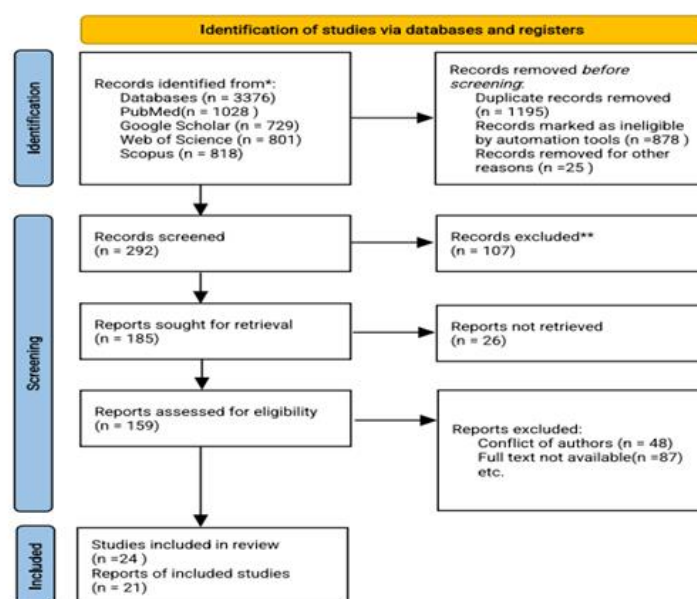 Identification of studies via databases and registers
Identification
Records identified from*:
Databases (n = 3376)
PubMed(n = 1028 )
Google Scholar (n = 729)
Web of Science (n = 801)
Scopus (n = 818)
Records removed before
screening:
Duplicate records removed
(n = 1195)
Records marked as ineligible
by automation tools (n =878 )
Records removed for other
reasons (n =25 )
Screening
Records screened
(n = 292)
Records excluded**
(n = 107)
Reports sought for retrieval
(n = 185)
Reports not retrieved
(n = 26)
Reports assessed for eligibility
(n = 159)
Reports excluded:
Conflict of authors (n = 48)
Full text not available(n =87)
etc.
Included
Studies included in review
(n =24 )
Reports of included studies
(n = 21)